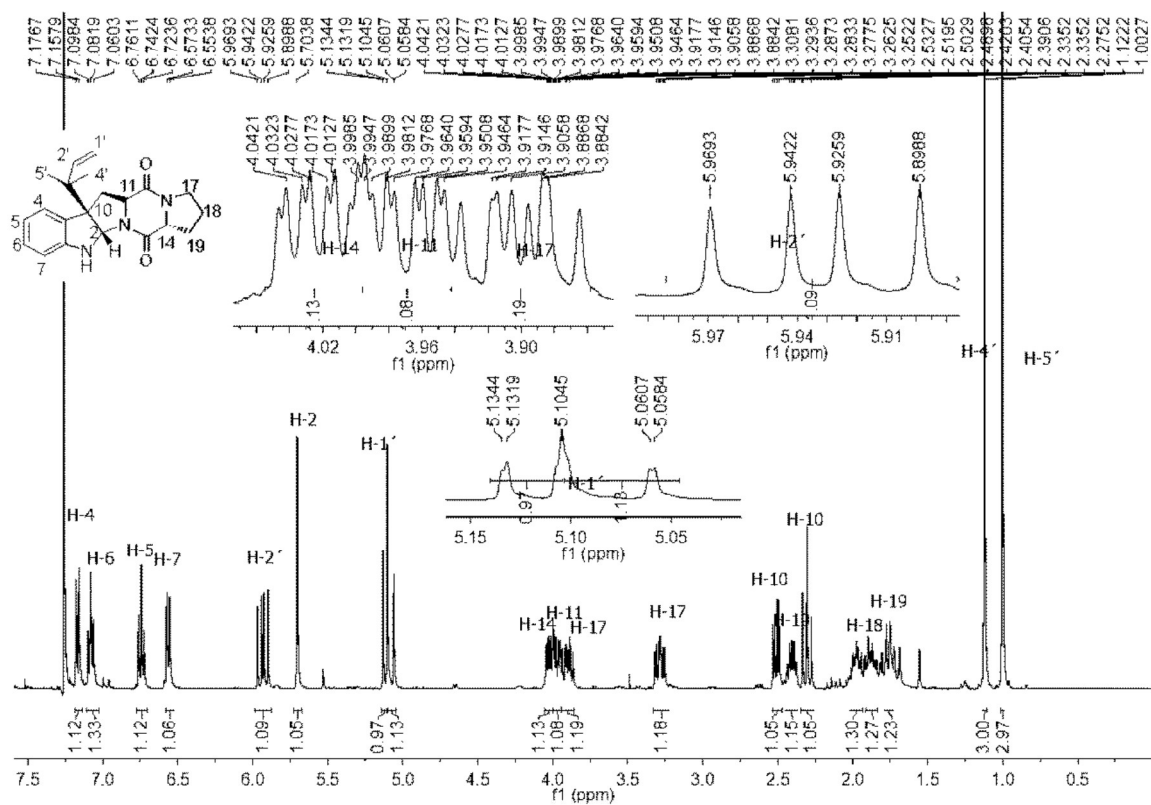 7.1767 7.1579 7.0984 7.0819 7.0603 6.7611 6.7424 6.7236 6.5733 6.5538 5.9693 5.9422 5.9259 5.8988 5.7038 5.1344 5.1319 5.1045 5.0607 5.0584 4.0421 4.0323 4.0277 4.0173 4.0127 3.9985 3.9947 3.9899 3.9812 3.9768 3.9640 3.9594 3.9508 3.9464 3.9177 3.9146 3.9058 3.8868 3.8842 3.3081 3.2936 3.2873 3.2833 3.2775 3.2625 3.2522 2.5327 2.5195 2.5029 2.4898 2.4203 2.4054 2.3906 2.3352 2.3352 2.2752 1.1222 1.0027
4.0421 4.0323 4.0277 4.0173 4.0127 3.9985 3.9947 3.9899 3.9812 3.9768 3.9640 3.9594 3.9508 3.9464 3.9177 3.9146 3.9058 3.8868 3.8842
5.9693 5.9422 5.9259 5.8988
1' 2' 5' 4' O
4 11 17
5 10 N 18
6 2 N 14
7 N H H O 19
H-14 H-11 H-17
H-2´
.13 .08 .19
.09
4.02 3.96 3.90
f1 (ppm)
5.97 5.94 5.91
f1 (ppm)
H-4´
H-5´
5.1344 5.1319 5.1045 5.0607 5.0584
H-1´
0.97 1.13
5.15 5.10 5.05
f1 (ppm)
H-4 H-6 H-5 H-7 H-2´ H-2 H-1´ H-14 H-11 H-17 H-17 H-10 H-19 H-10 H-18 H-19
1.12 1.33 1.12 1.06 1.09 1.05 0.97 1.13 1.13 1.08 1.19 1.18 1.05 1.15 1.05 1.30 1.27 1.23 3.00 2.97
7.5 7.0 6.5 6.0 5.5 5.0 4.5 4.0 3.5 3.0 2.5 2.0 1.5 1.0 0.5
f1 (ppm)